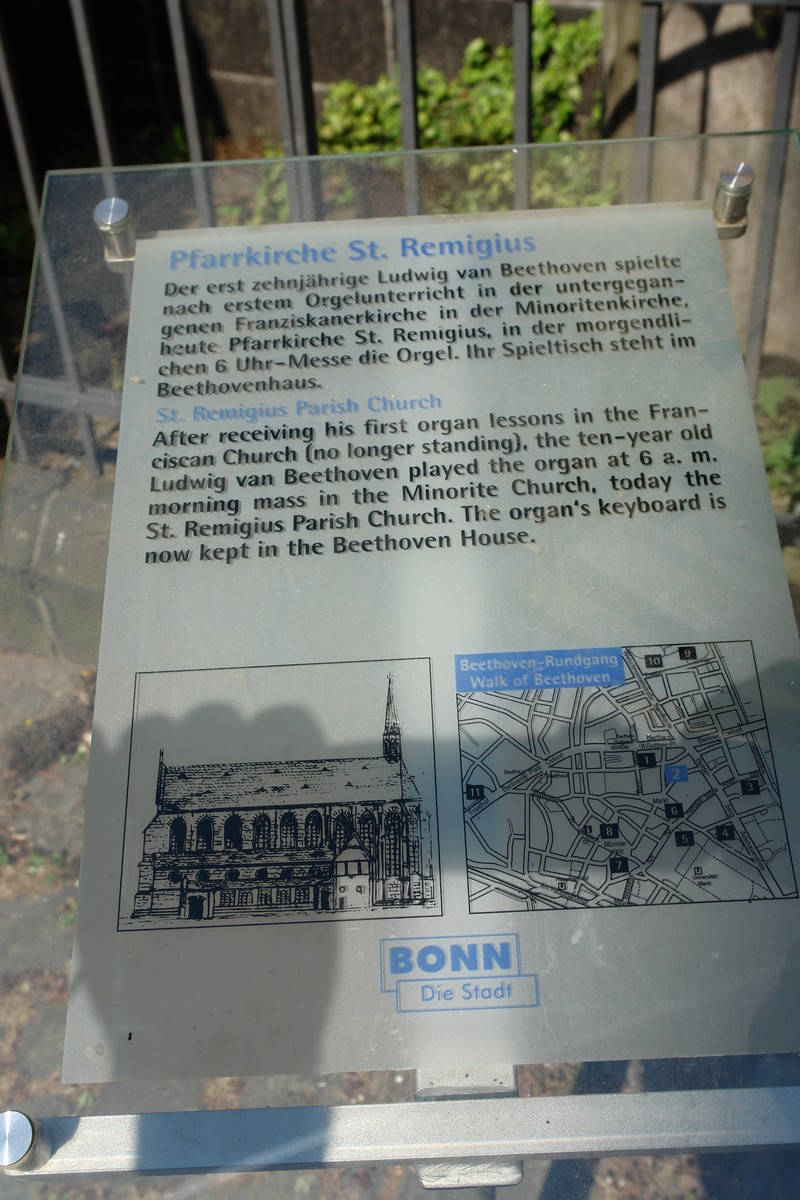 Pfarrkirche St. Remigius
Der erst zehnjährige Ludwig van Beethoven spielte
nach erstem Orgelunterricht in der untergegan-
genen Franziskanerkirche in der Minoritenkirche,
heute Pfarrkirche St. Remigius, in der morgendli-
chen 6 Uhr-Messe die Orgel. Ihr Spieltisch steht im
Beethovenhaus.
St. Remigius Parish Church
After receiving his first organ lessons in the Fran-
ciscan Church (no longer standing), the ten-year old
Ludwig van Beethoven played the organ at 6 a. m.
morning mass in the Minorite Church, today the
St. Remigius Parish Church. The organ's keyboard is
now kept in the Beethoven House.
Beethoven-Rundgang
Walk of Beethoven
10
9
1
2
11
3
Markt
6
8
5
4
Münster
7
U
Universität/
Markt
U
BONN
Die Stadt